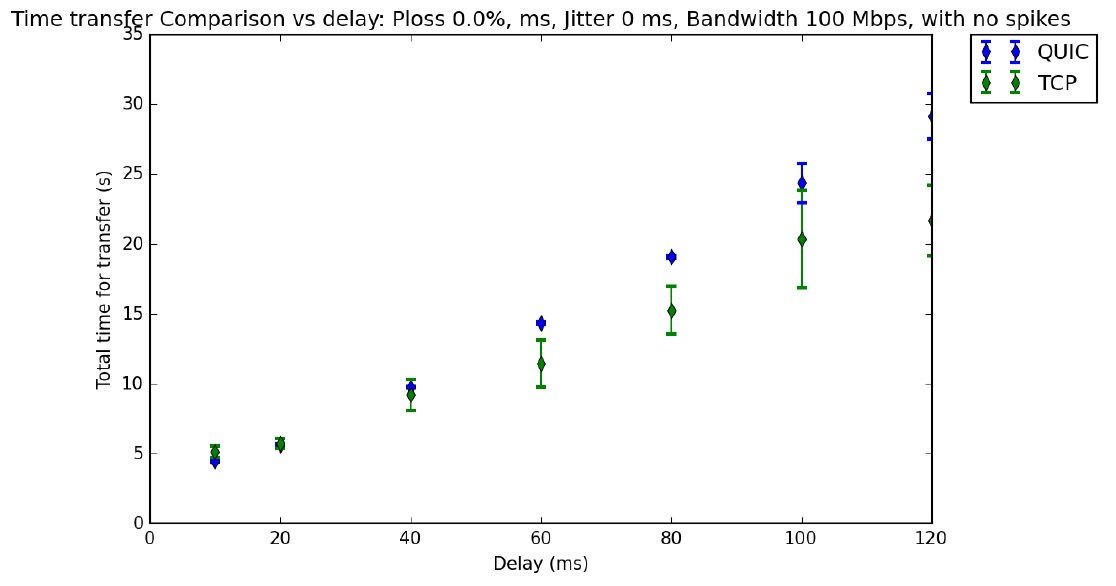 Time transfer Comparison vs delay: Ploss 0.0%, ms, Jitter 0 ms, Bandwidth 100 Mbps, with no spikes
QUIC
TCP
35
30
25
20
15
10
5
0
Total time for transfer (s)
0 20 40 60 80 100 120
Delay (ms)